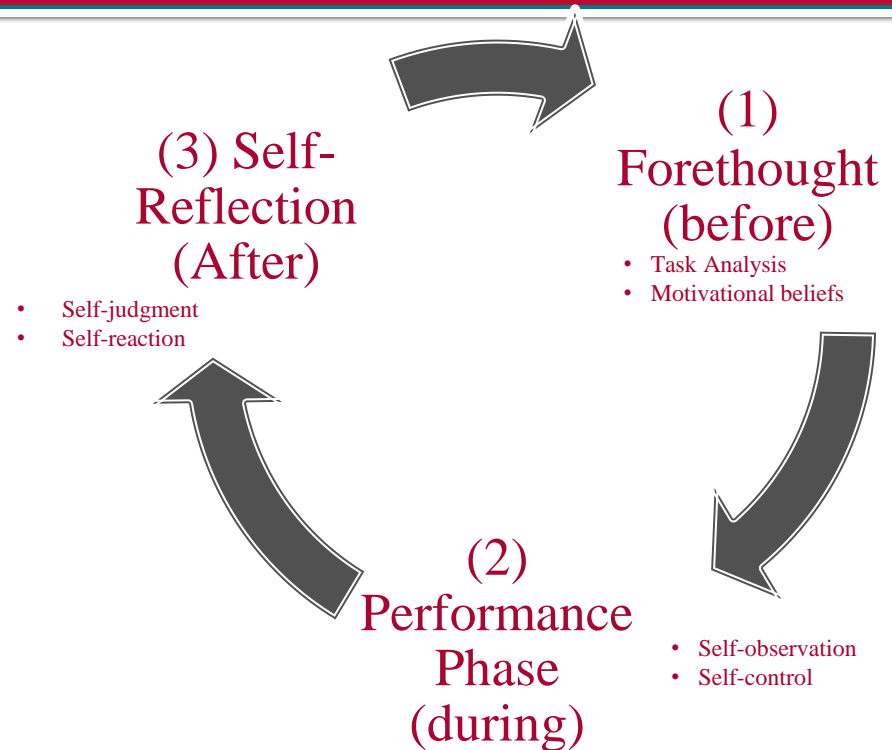 (1)
Forethought
(before)
• Task Analysis
• Motivational beliefs
(2)
Performance
Phase
(during)
• Self-observation
• Self-control
(3) Self-
Reflection
(After)
• Self-judgment
• Self-reaction